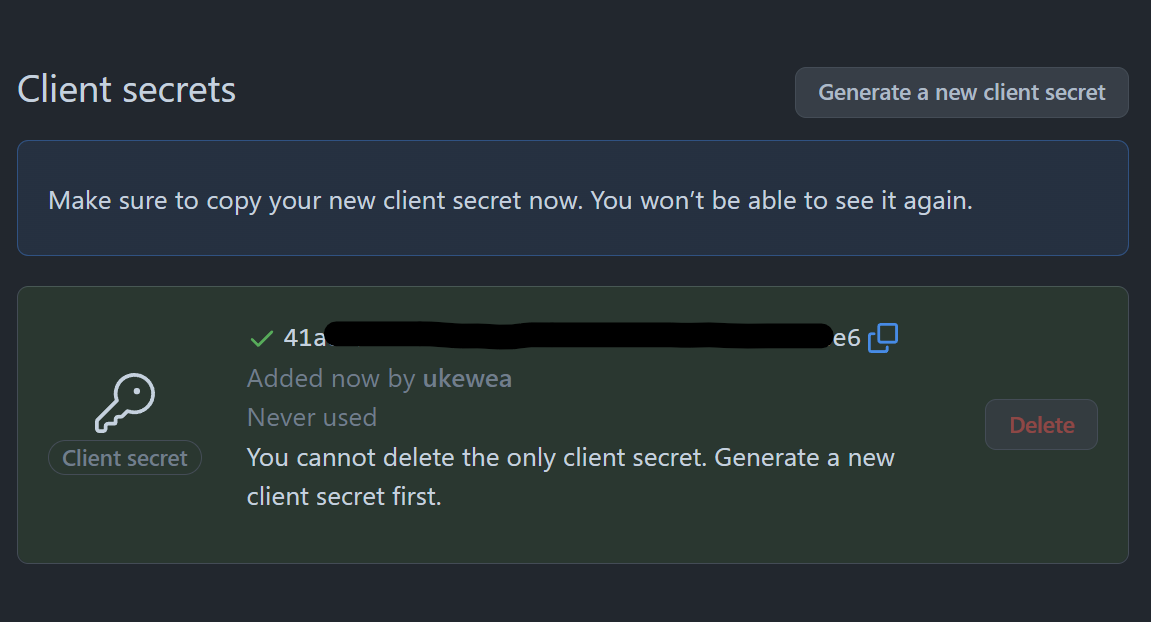 Client secrets
Generate a new client secret
Make sure to copy your new client secret now. You won’t be able to see it again.
41a e6
Added now by ukewea
Never used
Client secret
You cannot delete the only client secret. Generate a new
client secret first.
Delete